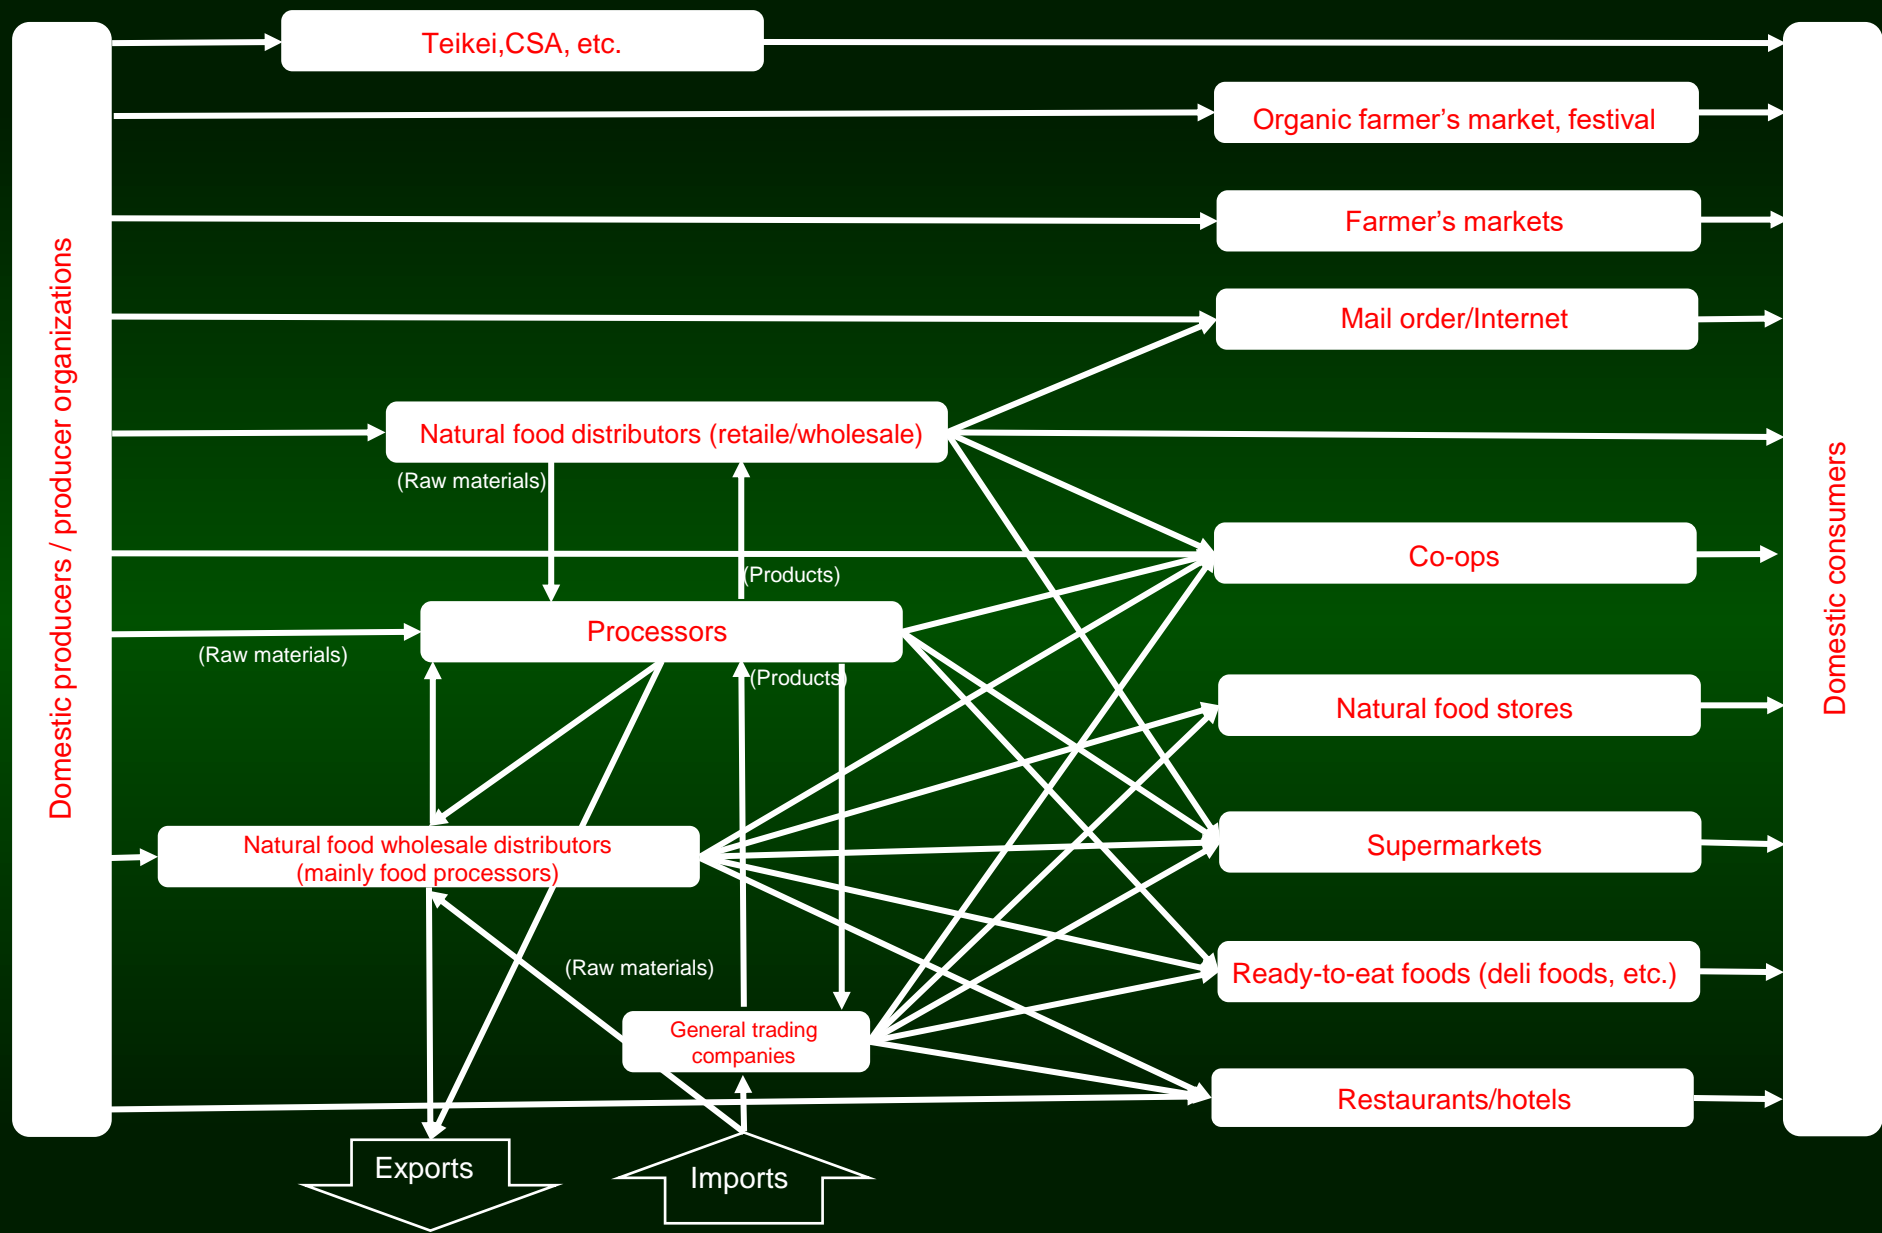 Teikei,CSA, etc.
Organic farmer’s market, festival
Farmer’s markets
Mail order/Internet
Domestic producers / producer organizations
Natural food distributors (retaile/wholesale)
(Raw materials)
Domestic consumers
Co-ops
(Products)
Processors
(Raw materials)
(Products)
Natural food stores
Natural food wholesale distributors
(mainly food processors)
Supermarkets
(Raw materials)
Ready-to-eat foods (deli foods, etc.)
General trading
companies
Restaurants/hotels
Exports
Imports